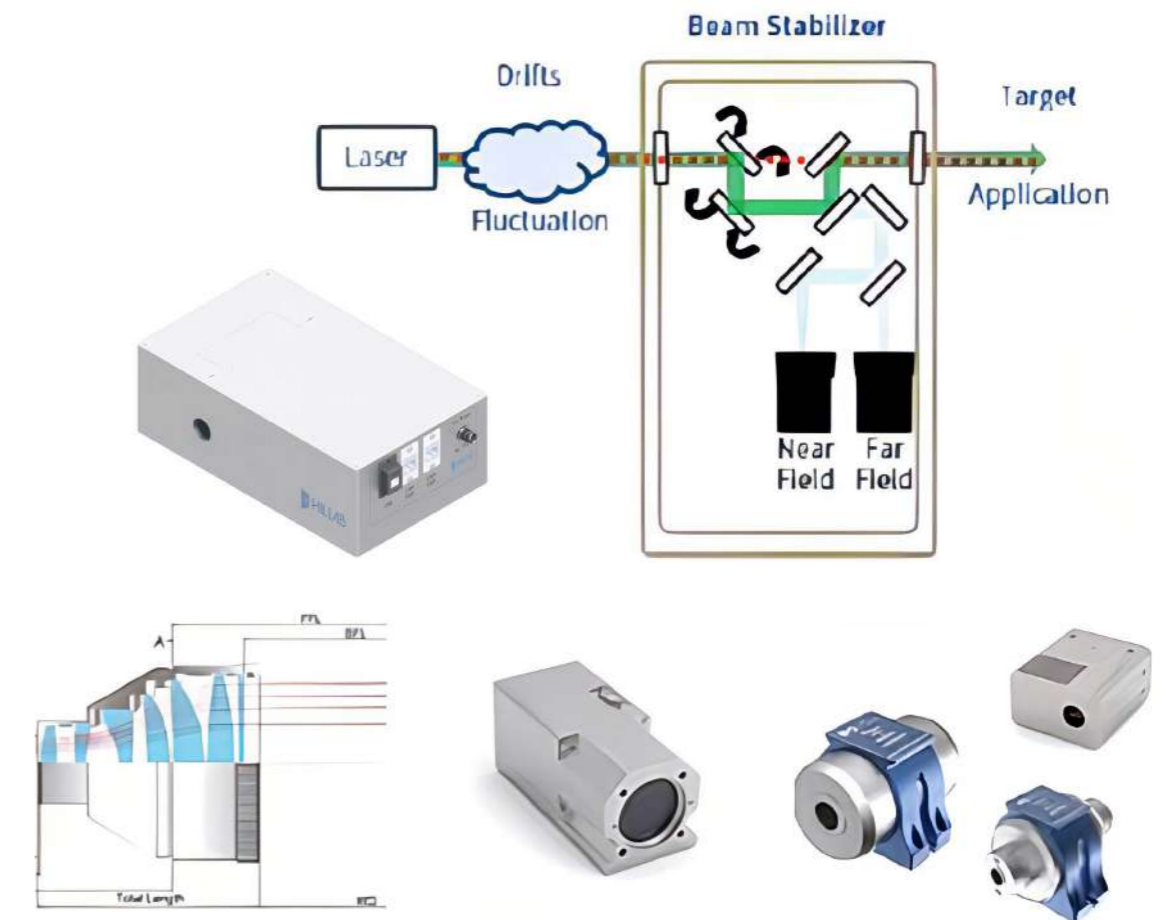 Beam Stabilizer
Drifts
Target
Laser
Fluctuation
Application
Near
Field
Far
Field
A
Total Length